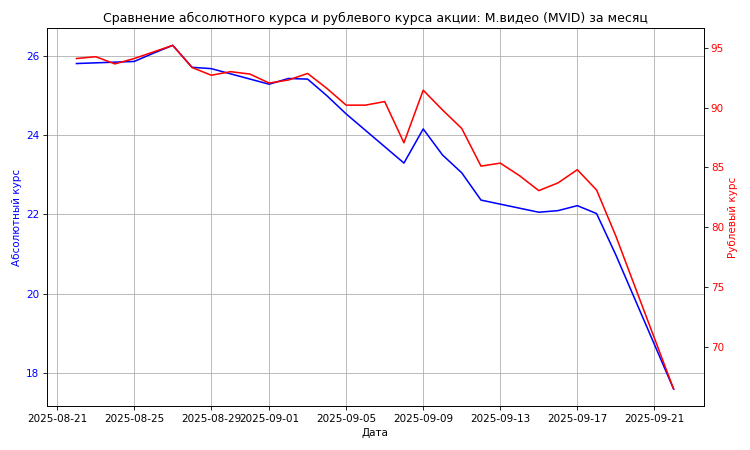 Сравнение абсолютного курса и рублевого курса акции: М.видео (MVID) за месяц
Абсолютный курс
26
24
22
20
18
95
90
85
80
75
70
Рублевый курс
2025-08-21 2025-08-25 2025-08-29 2025-09-01 2025-09-05 2025-09-09 2025-09-13 2025-09-17 2025-09-21
Дата